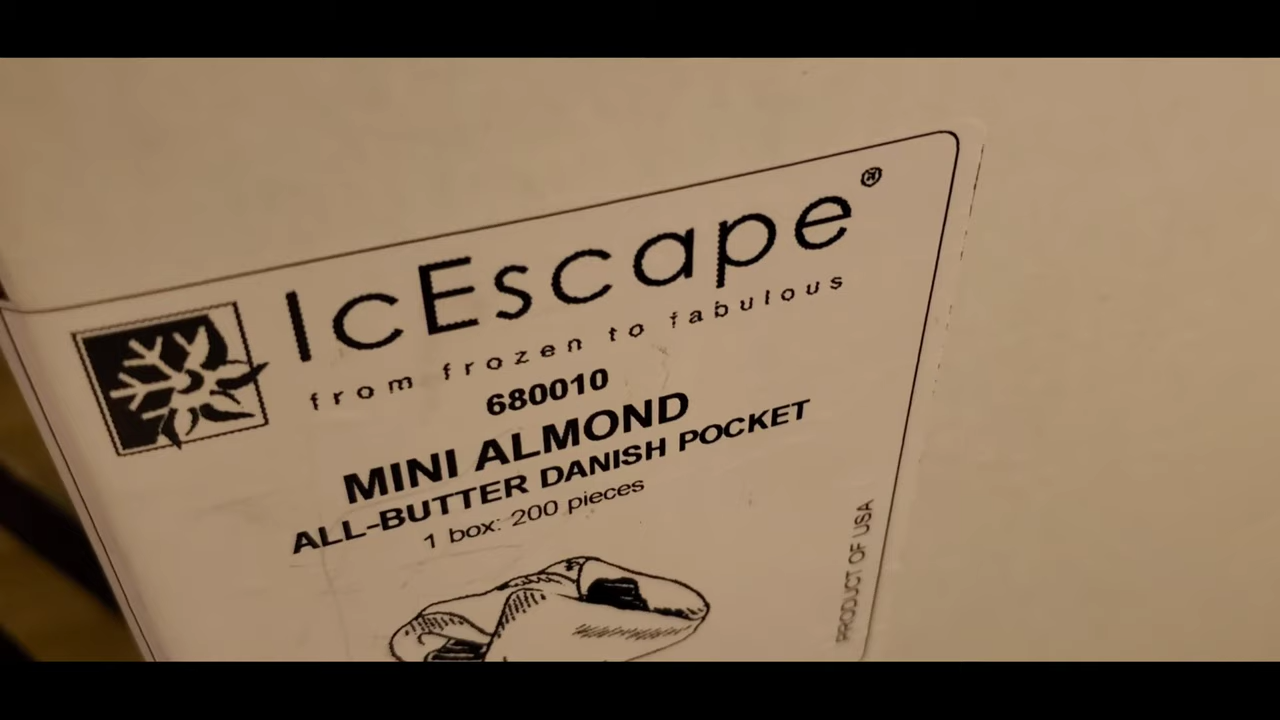 IcEscape®
from frozen to fabulous
680010
MINI ALMOND
ALL-BUTTER DANISH POCKET
1 box: 200 pieces
PRODUCT OF USA